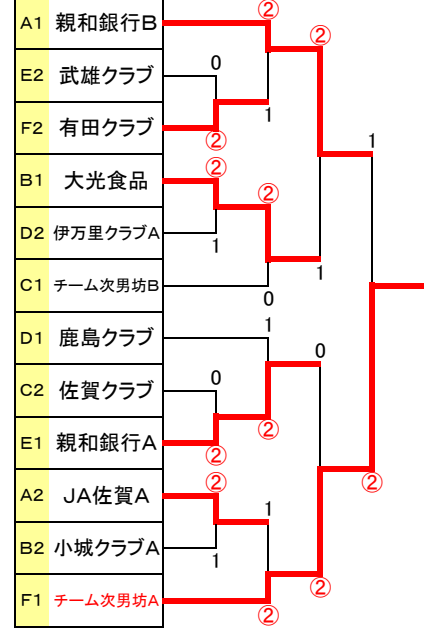 A1 親和銀行B ②
②
E2 武雄クラブ 0
F2 有田クラブ ② 1
1
B1 大光食品 ② ②
D2 伊万里クラブA 1
C1 チーム次男坊B 0 1
D1 鹿島クラブ 1
0
C2 佐賀クラブ 0
E1 親和銀行A ② ②
A2 JA佐賀A ② ②
1
B2 小城クラブA 1
F1 チーム次男坊A ② ②